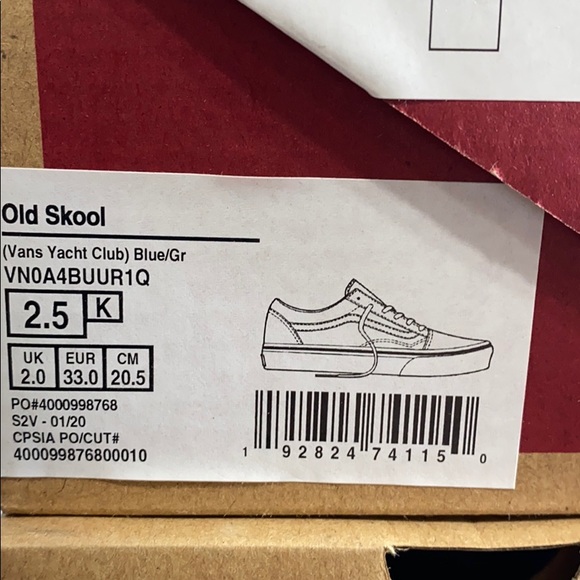 Old Skool
(Vans Yacht Club) Blue/Gr
VN0A4BUUR1Q
2.5 K
UK EUR CM
2.0 33.0 20.5
PO#4000998768
S2V - 01/20
CPSIA PO/CUT#
400099876800010
1 92824 74115 0